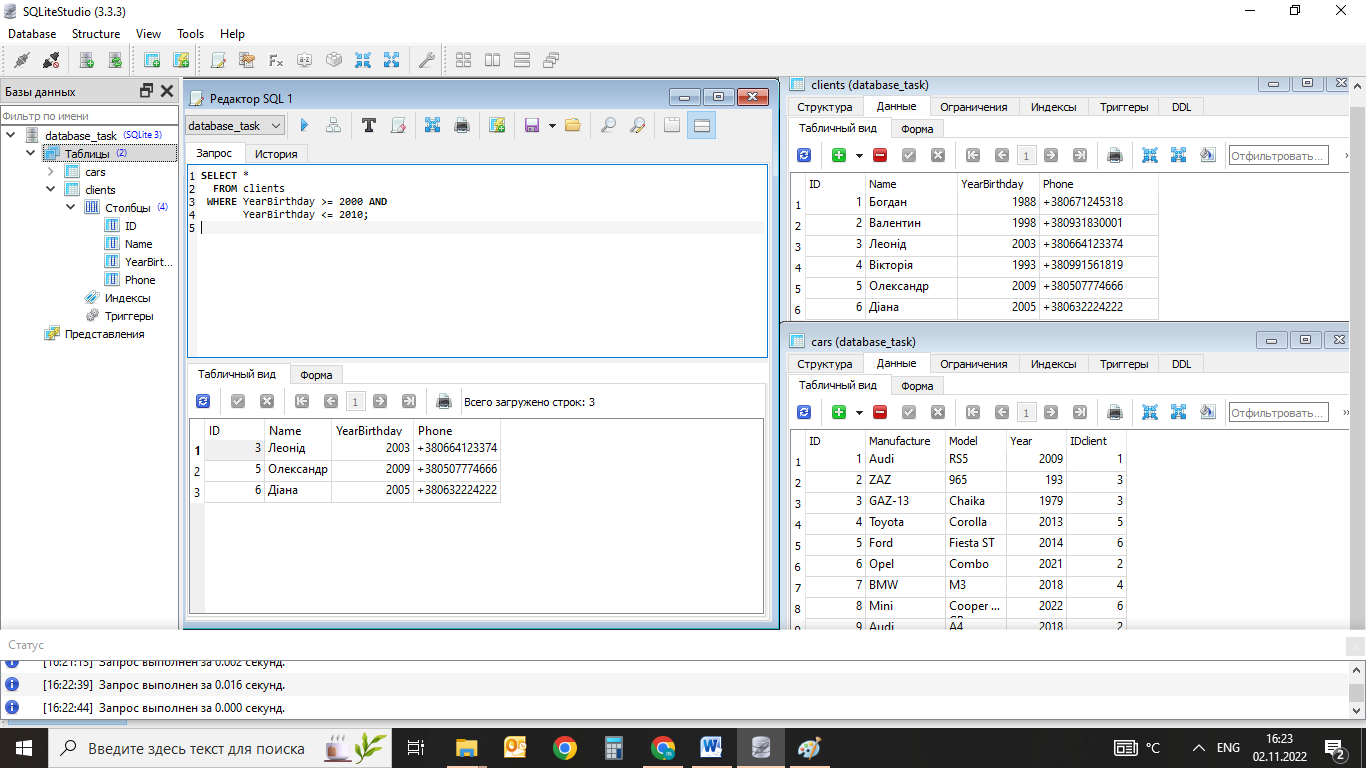 SQLiteStudio (3.3.3)
Database Structure View Tools Help
Базы данных
Фильтр по имени
database_task (SQLite 3)
Таблицы (2)
cars
clients
Столбцы (4)
ID
Name
YearBirt...
Phone
Индексы
Триггеры
Представления
Редактор SQL 1
database_task
Запрос История
1 SELECT *
2 FROM clients
3 WHERE YearBirthday >= 2000 AND
4 YearBirthday <= 2010;
5
Табличный вид Форма
1 Всего загружено строк: 3
ID Name YearBirthday Phone
1 3 Леонід 2003 +380664123374
2 5 Олександр 2009 +380507774666
3 6 Діана 2005 +380632224222
clients (database_task)
Структура Данные Ограничения Индексы Триггеры DDL
Табличный вид Форма
1 Отфильтровать...
ID Name YearBirthday Phone
1 1 Богдан 1988 +380671245318
2 2 Валентин 1998 +380931830001
3 3 Леонід 2003 +380664123374
4 4 Вікторія 1993 +380991561819
5 5 Олександр 2009 +380507774666
6 6 Діана 2005 +380632224222
cars (database_task)
Структура Данные Ограничения Индексы Триггеры DDL
Табличный вид Форма
1 Отфильтровать... »
ID Manufacture Model Year IDclient
1 1 Audi RS5 2009 1
2 2 ZAZ 965 193 3
3 3 GAZ-13 Chaika 1979 3
4 4 Toyota Corolla 2013 5
5 5 Ford Fiesta ST 2014 6
6 6 Opel Combo 2021 2
7 7 BMW M3 2018 4
8 8 Mini Cooper ... 2022 6
9 9 Audi A4 2018 2
Статус
[16:21:13] Запрос выполнен за 0.002 секунд.
[16:22:39] Запрос выполнен за 0.016 секунд.
[16:22:44] Запрос выполнен за 0.000 секунд.
Введите здесь текст для поиска
°C ENG 16:23
02.11.2022
2